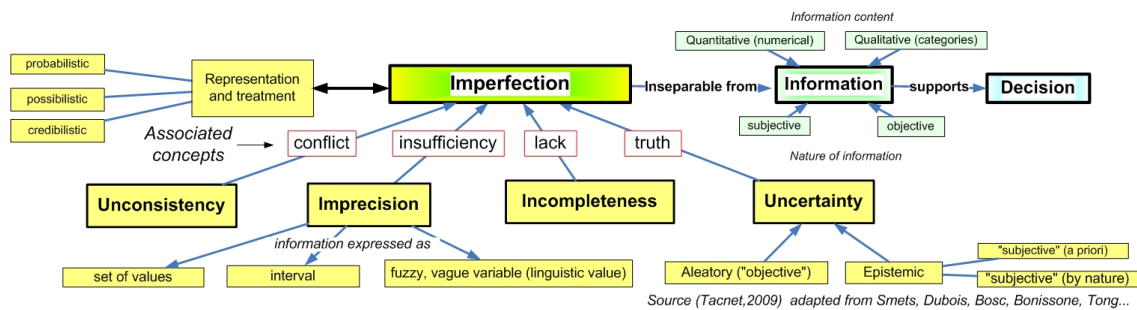 Information content
Quantitative (numerical)
Qualitative (categories)
probabilistic
possibilistic
credibilistic
Representation
and treatment
Imperfection
Inseparable from
Information
supports
Decision
subjective
objective
Nature of information
Associated
concepts
conflict
insufficiency
lack
truth
Unconsistency
Imprecision
Incompleteness
Uncertainty
information expressed as
set of values
interval
fuzzy, vague variable (linguistic value)
Aleatory ("objective")
Epistemic
"subjective" (a priori)
"subjective" (by nature)
Source (Tacnet,2009) adapted from Smets, Dubois, Bosc, Bonissone, Tong...